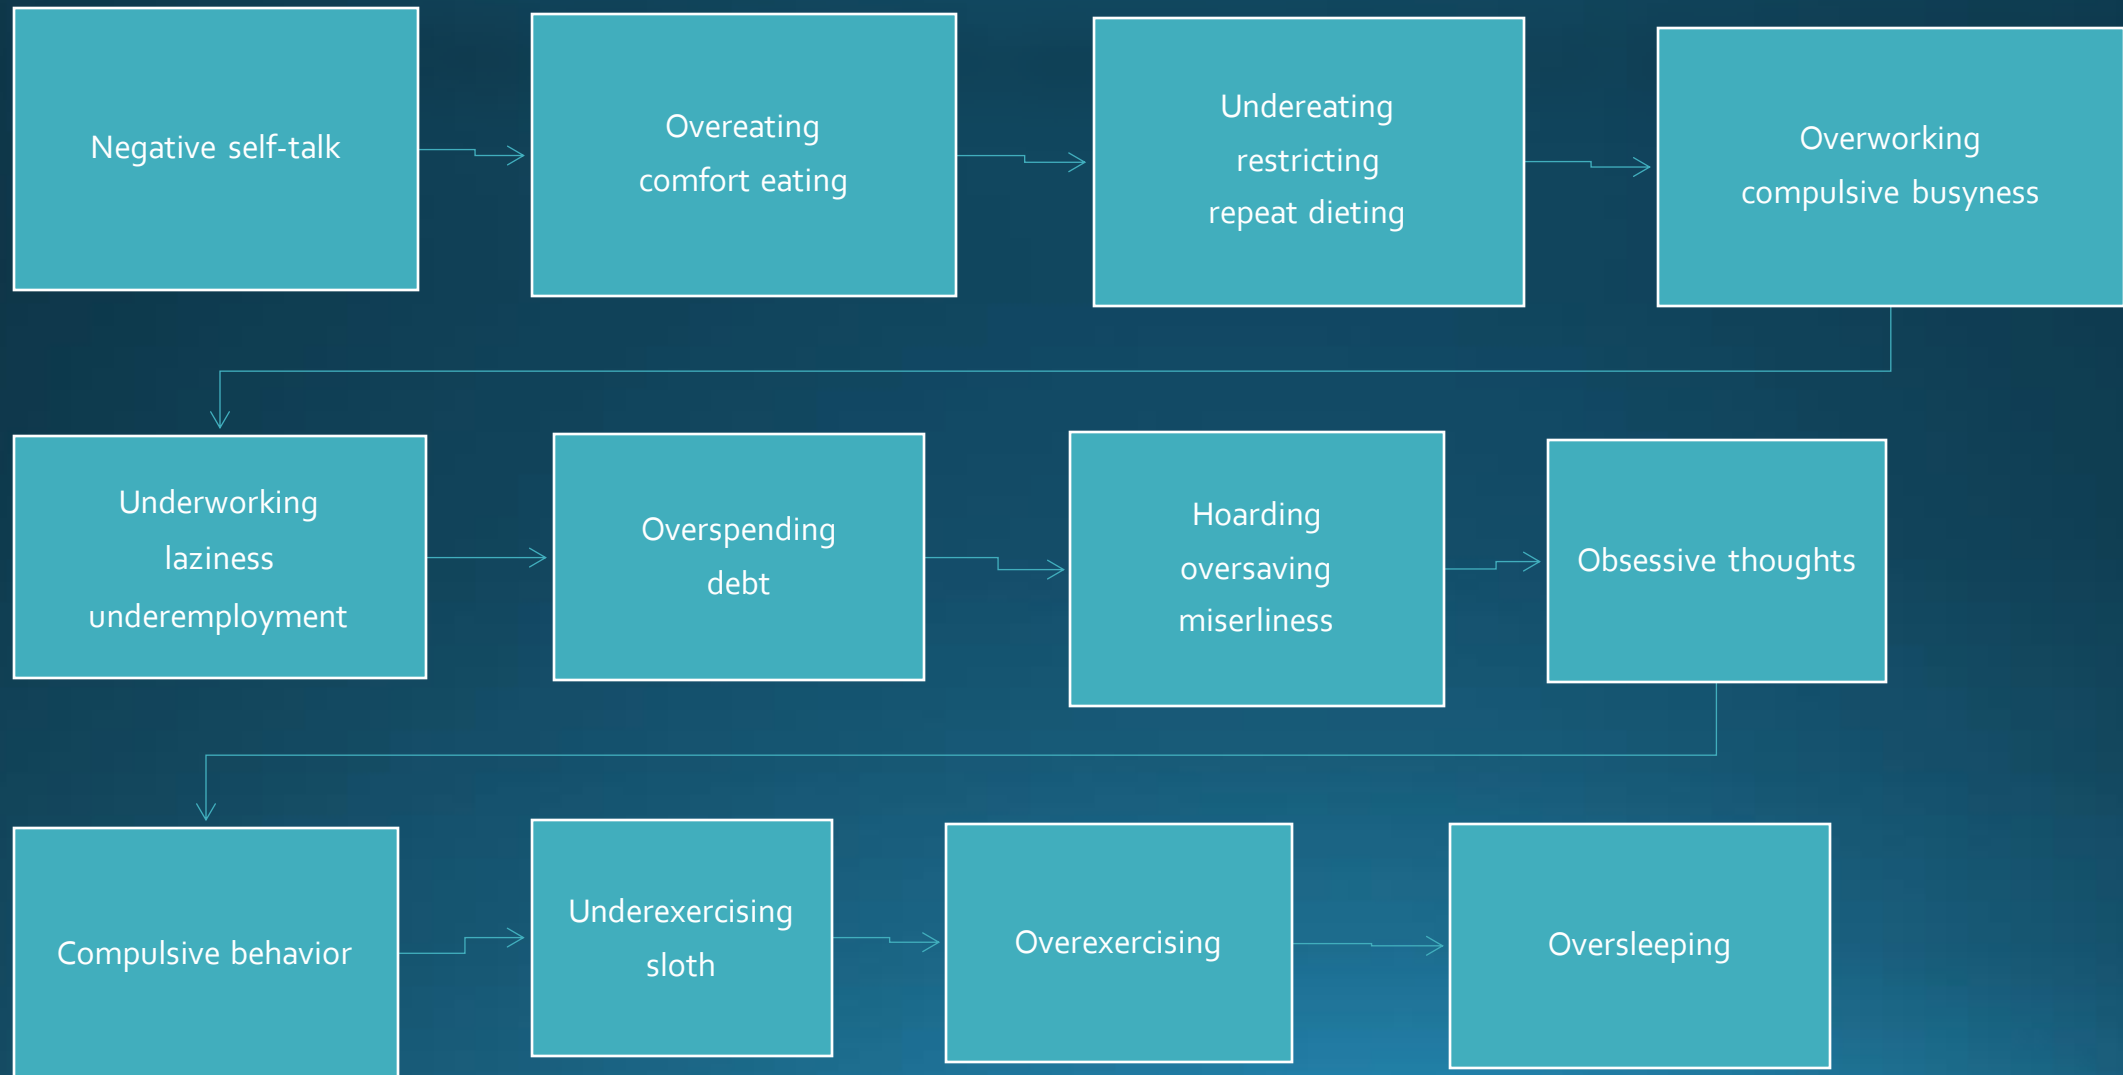 Negative self-talk
Overeating
comfort eating
Undereating
restricting
repeat dieting
Overworking
compulsive busyness
Underworking
laziness
underemployment
Overspending
debt
Hoarding
oversaving
miserliness
Obsessive thoughts
Compulsive behavior
Underexercising
sloth
Overexercising
Oversleeping